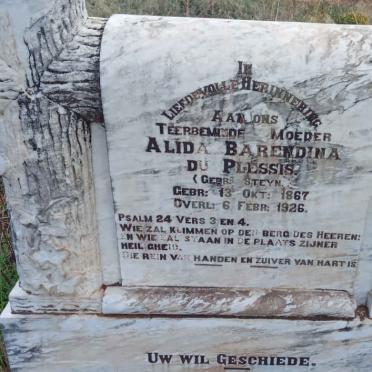 IN
LIEFDEVOLLE HERINNERING
AAN ONS
TEERBEMINDE MOEDER
ALIDA BARENDINA
DU PLESSIS,
(GEBR: STEYN.)
GEBR: 13 OKT: 1867
OVERL: 6 FEBR: 1926.
PSALM 24 VERS 3 EN 4.
WIE ZAL KLIMMEN OP DEN BERG DES HEEREN:
EN WIE ZAL STAAN IN DE PLAATS ZIJNER
HEILIGHEID.
DIE REIN VAN HANDEN EN ZUIVER VAN HART IS
UW WIL GESCHIEDE.